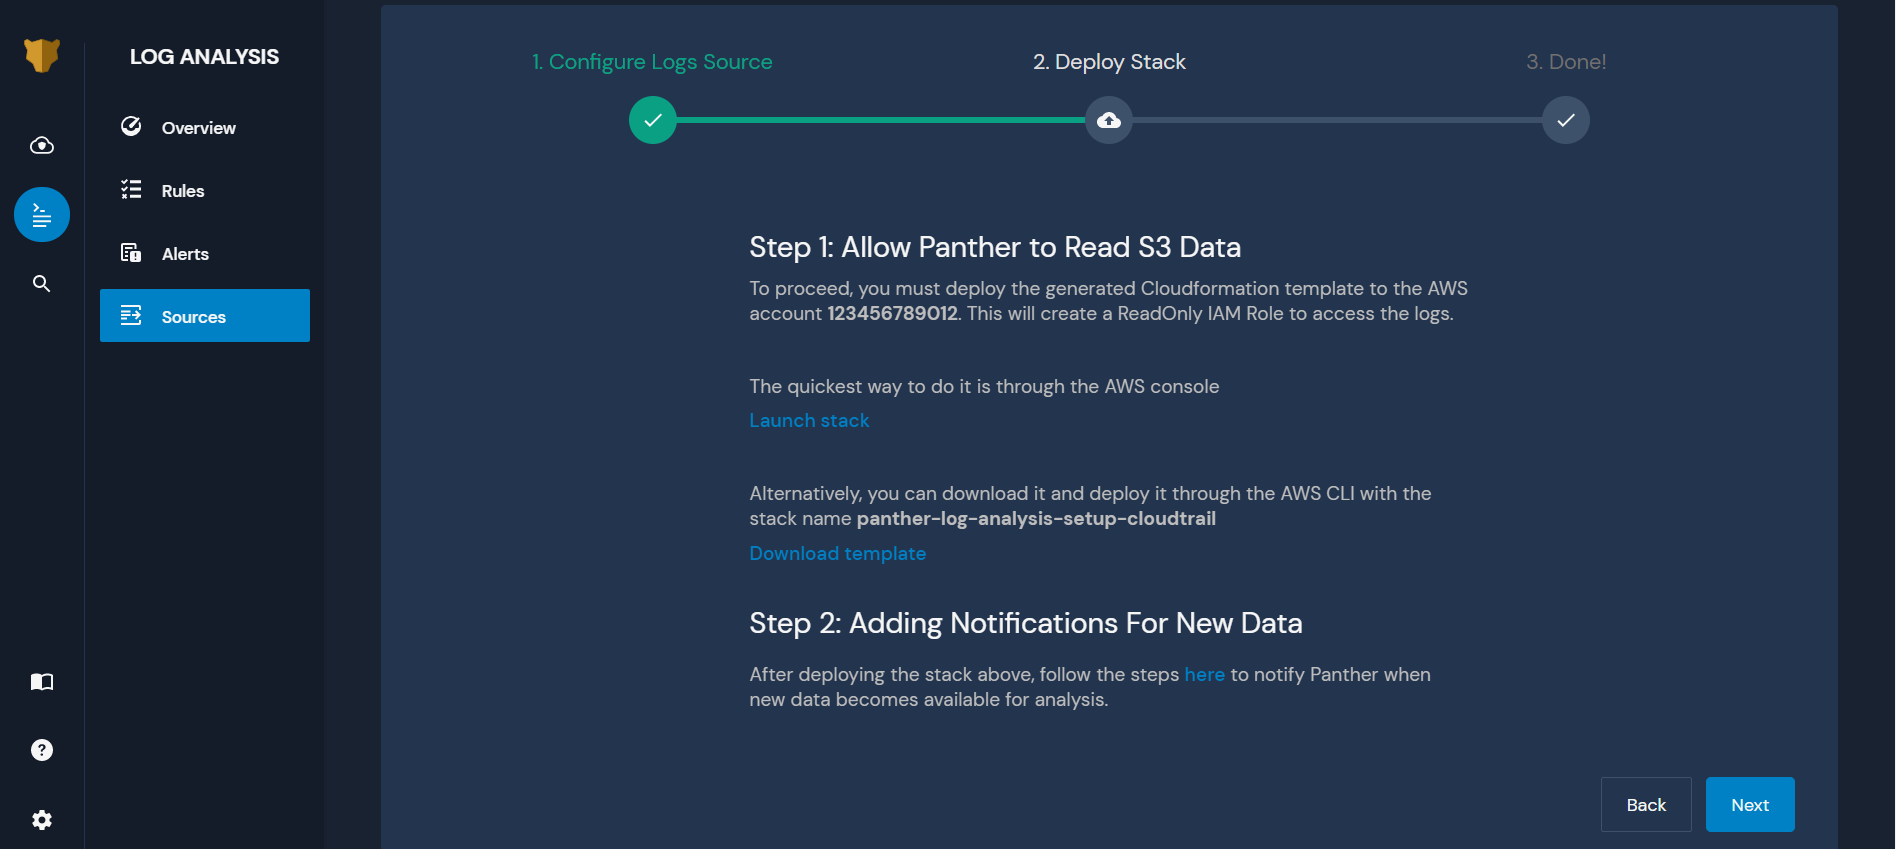 LOG ANALYSIS
Overview
Rules
Alerts
Sources
1. Configure Logs Source
2. Deploy Stack
3. Done!
Step 1: Allow Panther to Read S3 Data
To proceed, you must deploy the generated Cloudformation template to the AWS
account 123456789012. This will create a ReadOnly IAM Role to access the logs.
The quickest way to do it is through the AWS console
Launch stack
Alternatively, you can download it and deploy it through the AWS CLI with the
stack name panther-log-analysis-setup-cloudtrail
Download template
Step 2: Adding Notifications For New Data
After deploying the stack above, follow the steps here to notify Panther when
new data becomes available for analysis.
Back
Next